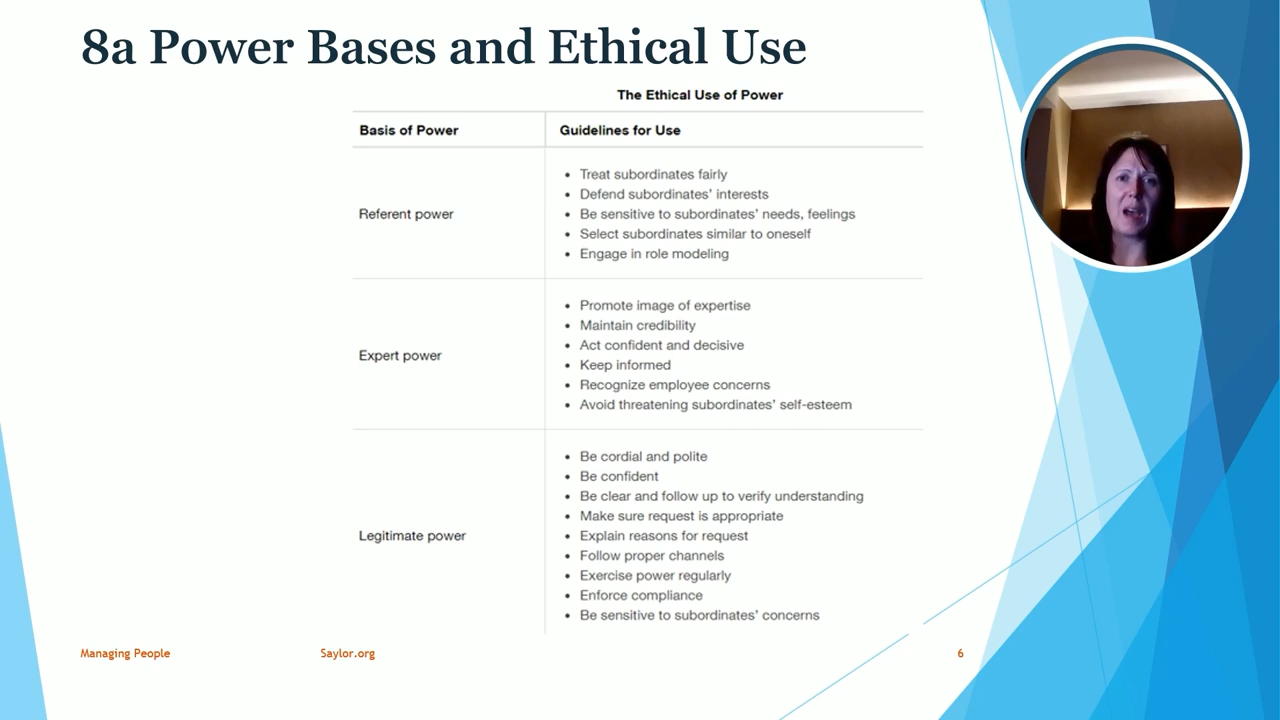 8a Power Bases and Ethical Use
The Ethical Use of Power
Basis of Power
Guidelines for Use
Referent power
• Treat subordinates fairly
• Defend subordinates' interests
• Be sensitive to subordinates' needs, feelings
• Select subordinates similar to oneself
• Engage in role modeling
Expert power
• Promote image of expertise
• Maintain credibility
• Act confident and decisive
• Keep informed
• Recognize employee concerns
• Avoid threatening subordinates' self-esteem
Legitimate power
• Be cordial and polite
• Be confident
• Be clear and follow up to verify understanding
• Make sure request is appropriate
• Explain reasons for request
• Follow proper channels
• Exercise power regularly
• Enforce compliance
• Be sensitive to subordinates' concerns
Managing People
Saylor.org
6